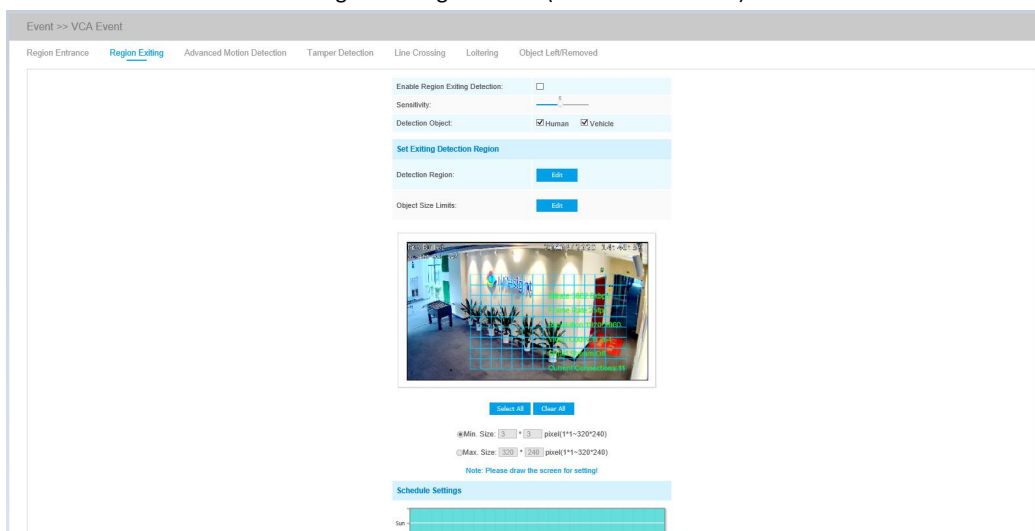 Event >> VCA Event
Region Entrance Region Exiting Advanced Motion Detection Tamper Detection Line Crossing Loitering Object Left/Removed
Enable Region Exiting Detection:
Sensitivity: 5
Detection Object: Human Vehicle
Set Exiting Detection Region
Detection Region: Edit
Object Size Limits: Edit
Milesight
Current Connections:11
Select All Clear All
Min. Size: 3 * 3 pixel(1*1~320*240)
Max. Size: 320 * 240 pixel(1*1~320*240)
Note: Please draw the screen for setting!
Schedule Settings
Sun